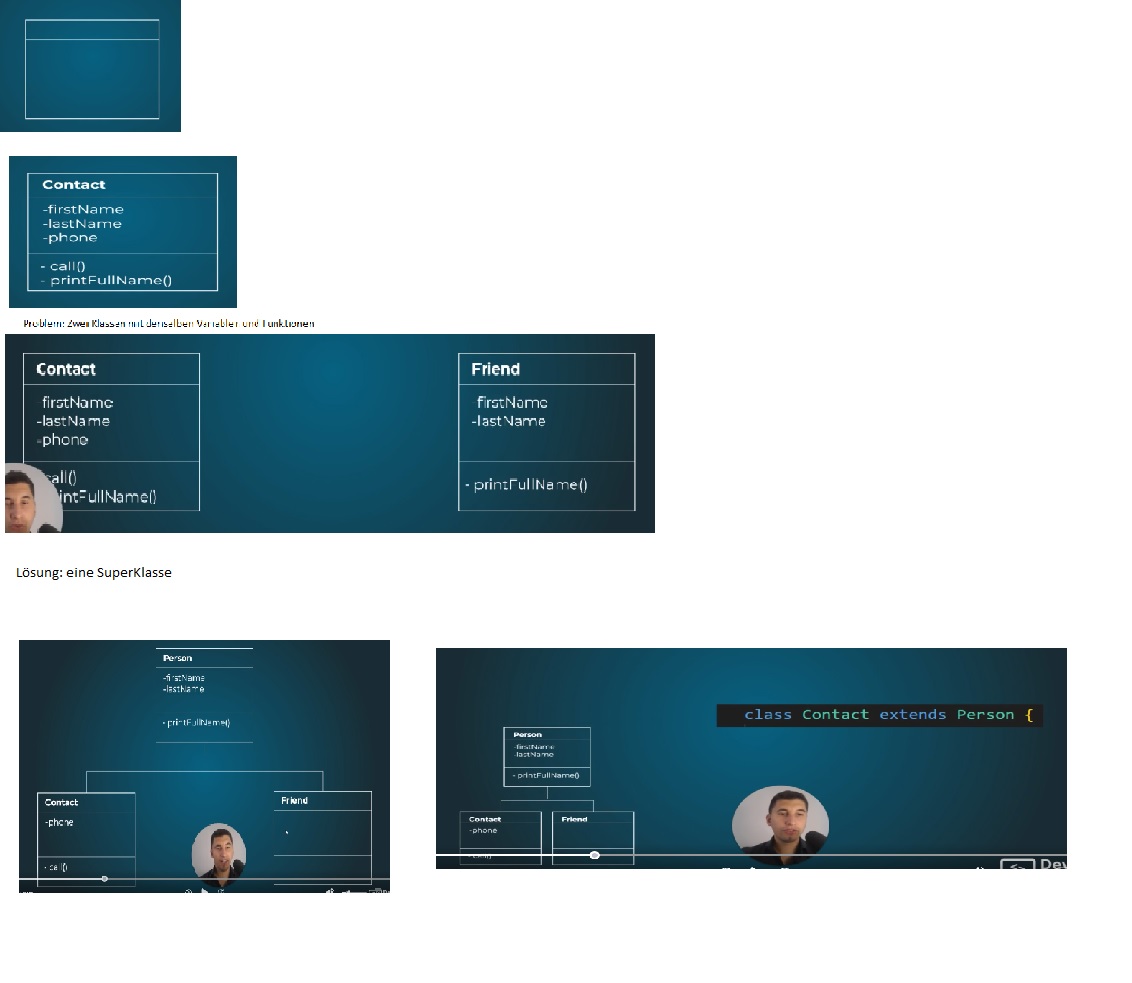 Contact
-firstName
-lastName
-phone
- call()
- printFullName()
Problem: Zwei Klassen mit denselben Variablen und Funktionen
Contact
-firstName
-lastName
-phone
call()
intFullName()
Friend
-firstName
-lastName
- printFullName()
Lösung: eine SuperKlasse
Person
-firstName
-lastName
- printFullName()
Contact
-phone
- call()
Friend
class Contact extends Person {
Person
-firstName
-lastName
- printFullName()
Contact
-phone
- call()
Friend
Dev